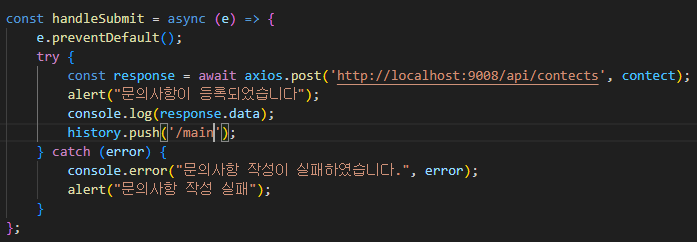 const handleSubmit = async (e) => {
    e.preventDefault();
    try {
        const response = await axios.post('http://localhost:9008/api/contects', contect);
        alert("문의사항이 등록되었습니다");
        console.log(response.data);
        history.push('/main');
    } catch (error) {
        console.error("문의사항 작성이 실패하였습니다.", error);
        alert("문의사항 작성 실패");
    }
};